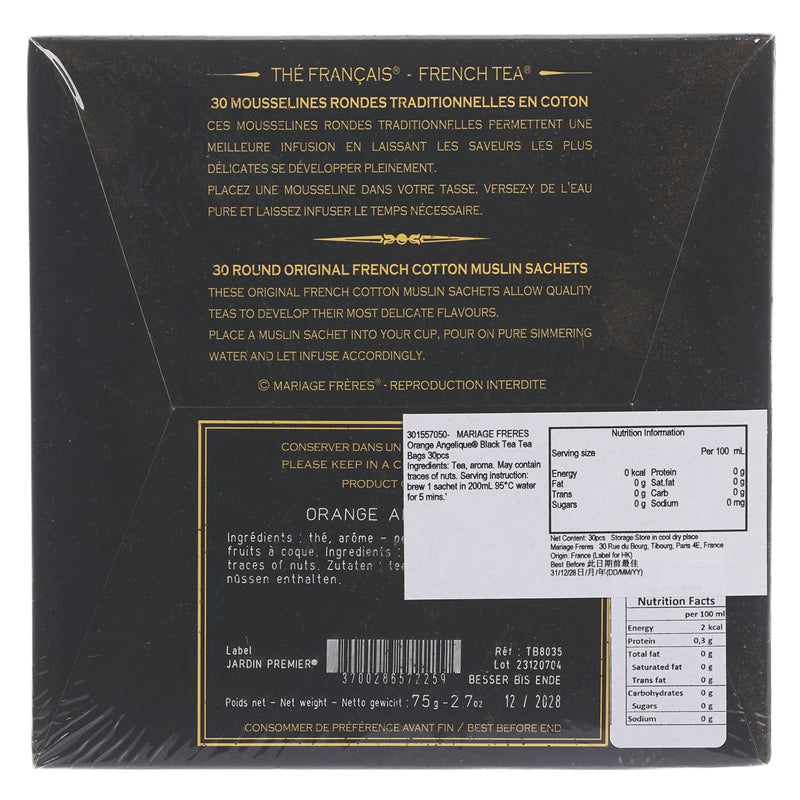 THÉ FRANÇAIS® - FRENCH TEA®
30 MOUSSELINES RONDES TRADITIONNELLES EN COTON
CES MOUSSELINES RONDES TRADITIONNELLES PERMETTENT UNE
MEILLEURE INFUSION EN LAISSANT LES SAVEURS LES PLUS
DÉLICATES SE DÉVELOPPER PLEINEMENT.
PLACEZ UNE MOUSSELINE DANS VOTRE TASSE, VERSEZ-Y DE L'EAU
PURE ET LAISSEZ INFUSER LE TEMPS NÉCESSAIRE.
30 ROUND ORIGINAL FRENCH COTTON MUSLIN SACHETS
THESE ORIGINAL FRENCH COTTON MUSLIN SACHETS ALLOW QUALITY
TEAS TO DEVELOP THEIR MOST DELICATE FLAVOURS.
PLACE A MUSLIN SACHET INTO YOUR CUP, POUR ON PURE SIMMERING
WATER AND LET INFUSE ACCORDINGLY.
© MARIAGE FRÈRES® - REPRODUCTION INTERDITE
CONSERVER DANS UN
PLEASE KEEP IN A C
PRODUCT
ORANGE A
Ingrédients : thé, arôme – pe
fruits à coque. Ingredients :
traces of nuts. Zutaten : tee
nüssen enthalten.
301557050- MARIAGE FRERES
Orange Angelique® Black Tea Tea
Bags 30pcs
Ingredients: Tea, aroma. May contain
traces of nuts. Serving Instruction:
brew 1 sachet in 200mL 95°C water
for 5 mins.'
Nutrition Information
Serving size Per 100 mL
Energy 0 kcal Protein 0 g
Fat 0 g Sat.fat 0 g
Trans 0 g Carb 0 g
Sugars 0 g Sodium 0 mg
Net Content: 30pcs Storage:Store in cool dry place
Mariage Freres 30 Rue du Bourg, Tibourg, Paris 4E, France
Origin: France (Label for HK)
Best Before 此日期前最佳
31/12/28日/月/年(DD/MM/YY)
Nutrition Facts
per 100 ml
Energy 2 kcal
Protein 0,3 g
Total fat 0 g
Saturated fat 0 g
Trans fat 0 g
Carbohydrates 0 g
Sugars 0 g
Sodium 0 g
Label
JARDIN PREMIER®
3700286572259
Réf : TB8035
Lot 23120704
BESSER BIS ENDE
Poids net - Net weight - Netto gewicht : 75g - 2.7oz 12 / 2028
CONSOMMER DE PRÉFÉRENCE AVANT FIN / BEST BEFORE END